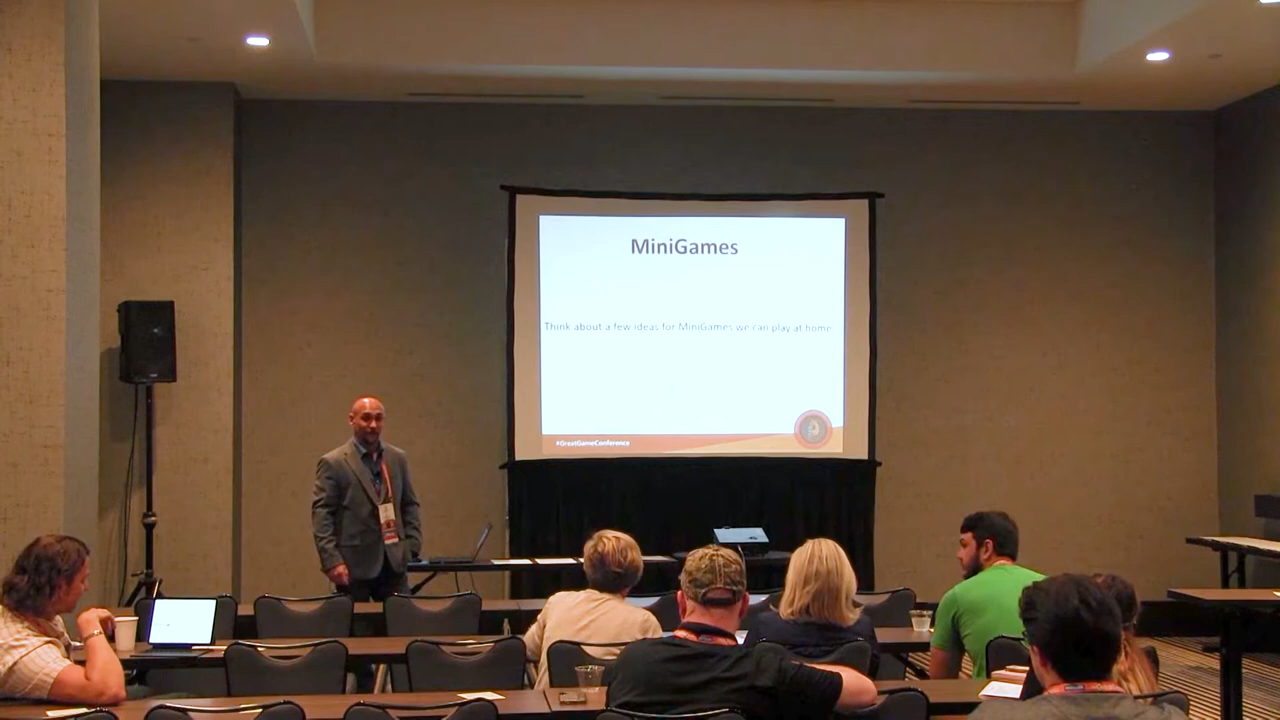 MiniGames
Think about a few ideas for MiniGames we can play at home
#GreatGameConference